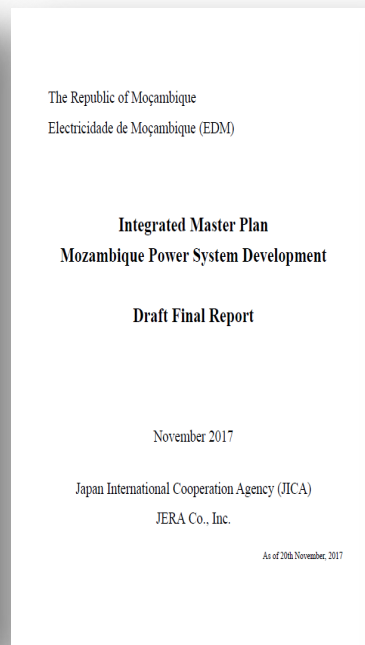 The Republic of Moçambique
Electricidade de Moçambique (EDM)
Integrated Master Plan
Mozambique Power System Development
Draft Final Report
November 2017
Japan International Cooperation Agency (JICA)
JERA Co., Inc.
As of 20th November, 2017